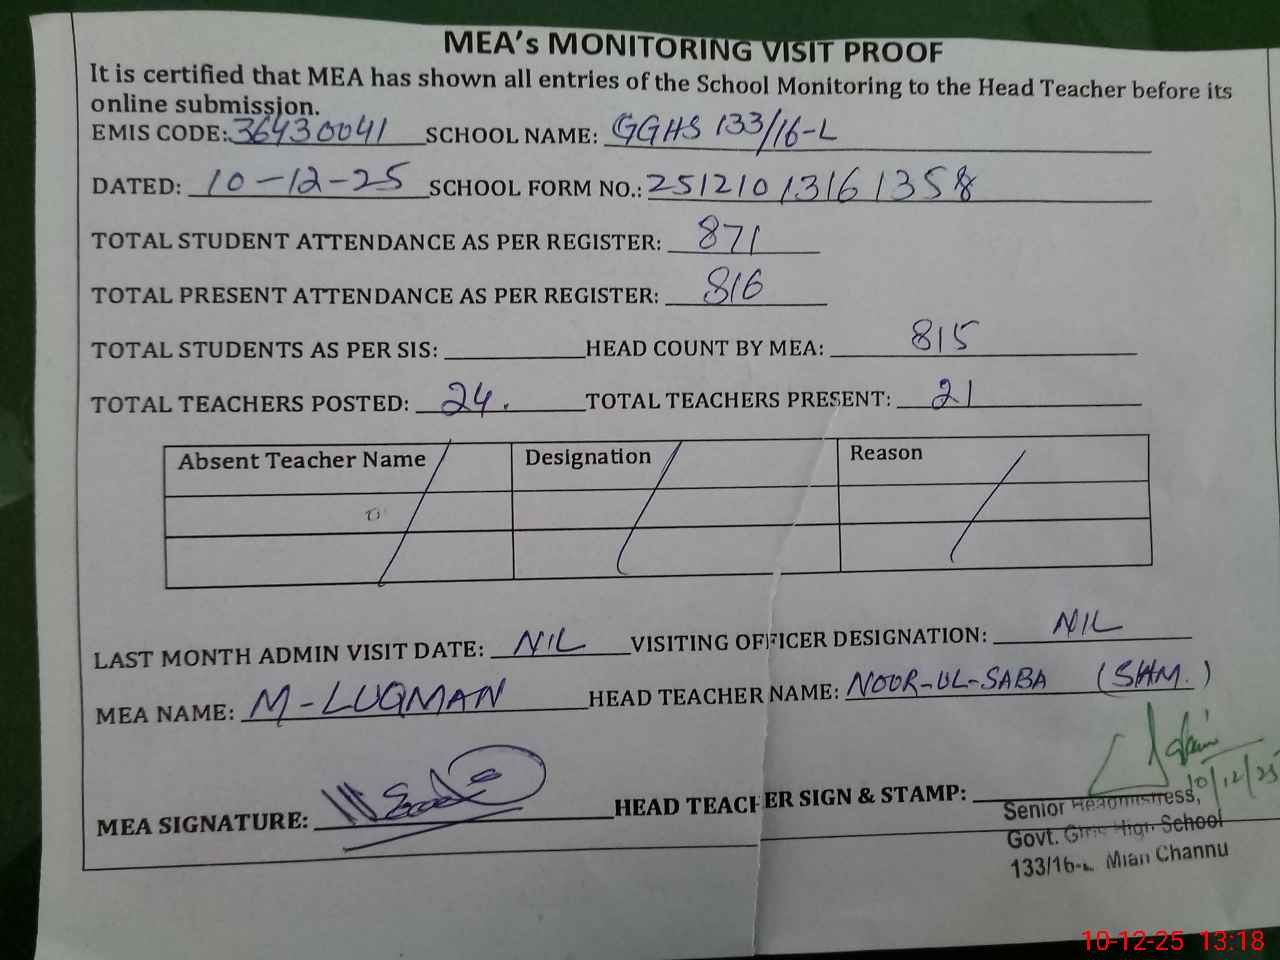 MEA's MONITORING VISIT PROOF
It is certified that MEA has shown all entries of the School Monitoring to the Head Teacher before its
online submission.
EMIS CODE: 36430041 SCHOOL NAME: GGHS 133/16-L
DATED: 10-12-25 SCHOOL FORM NO.: 25121013161358
TOTAL STUDENT ATTENDANCE AS PER REGISTER: 871
TOTAL PRESENT ATTENDANCE AS PER REGISTER: 816
TOTAL STUDENTS AS PER SIS: HEAD COUNT BY MEA: 815
TOTAL TEACHERS POSTED: 24. TOTAL TEACHERS PRESENT: 21
Absent Teacher Name Designation Reason
LAST MONTH ADMIN VISIT DATE: NIL VISITING OFFICER DESIGNATION: NIL
MEA NAME: M-LUQMAN HEAD TEACHER NAME: NOOR-UL-SABA (SHM.)
MEA SIGNATURE: HEAD TEACHER SIGN & STAMP: 10/12/25
Senior Headmistress,
Govt. Girls High School
133/16-L Mian Channu
10-12-25 13:18